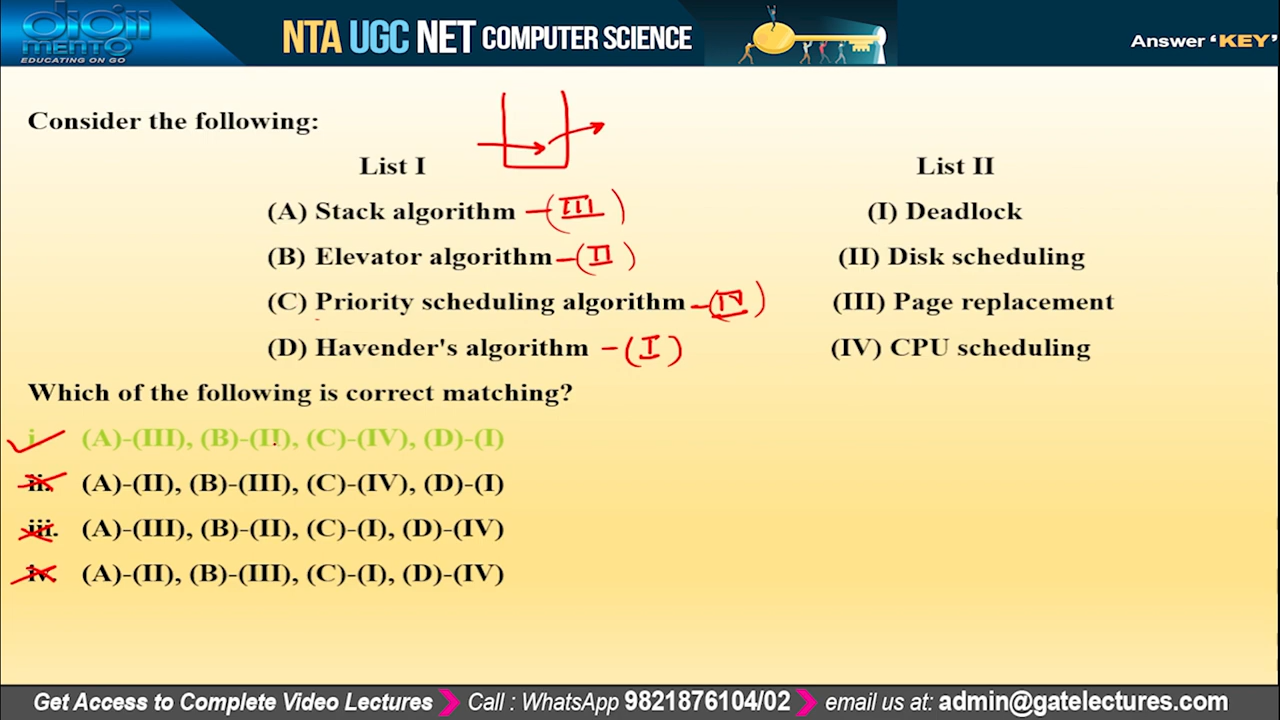 digii
MENTO
EDUCATING ON GO
NTA UGC NET COMPUTER SCIENCE
Answer ‘KEY’
Consider the following:
List I List II
(A) Stack algorithm –(III) (I) Deadlock
(B) Elevator algorithm –(II) (II) Disk scheduling
(C) Priority scheduling algorithm –(IV) (III) Page replacement
(D) Havender's algorithm –(I) (IV) CPU scheduling
Which of the following is correct matching?
i. (A)-(III), (B)-(II), (C)-(IV), (D)-(I)
ii. (A)-(II), (B)-(III), (C)-(IV), (D)-(I)
iii. (A)-(III), (B)-(II), (C)-(I), (D)-(IV)
iv. (A)-(II), (B)-(III), (C)-(I), (D)-(IV)
Get Access to Complete Video Lectures Call : WhatsApp 9821876104/02 email us at: admin@gatelectures.com